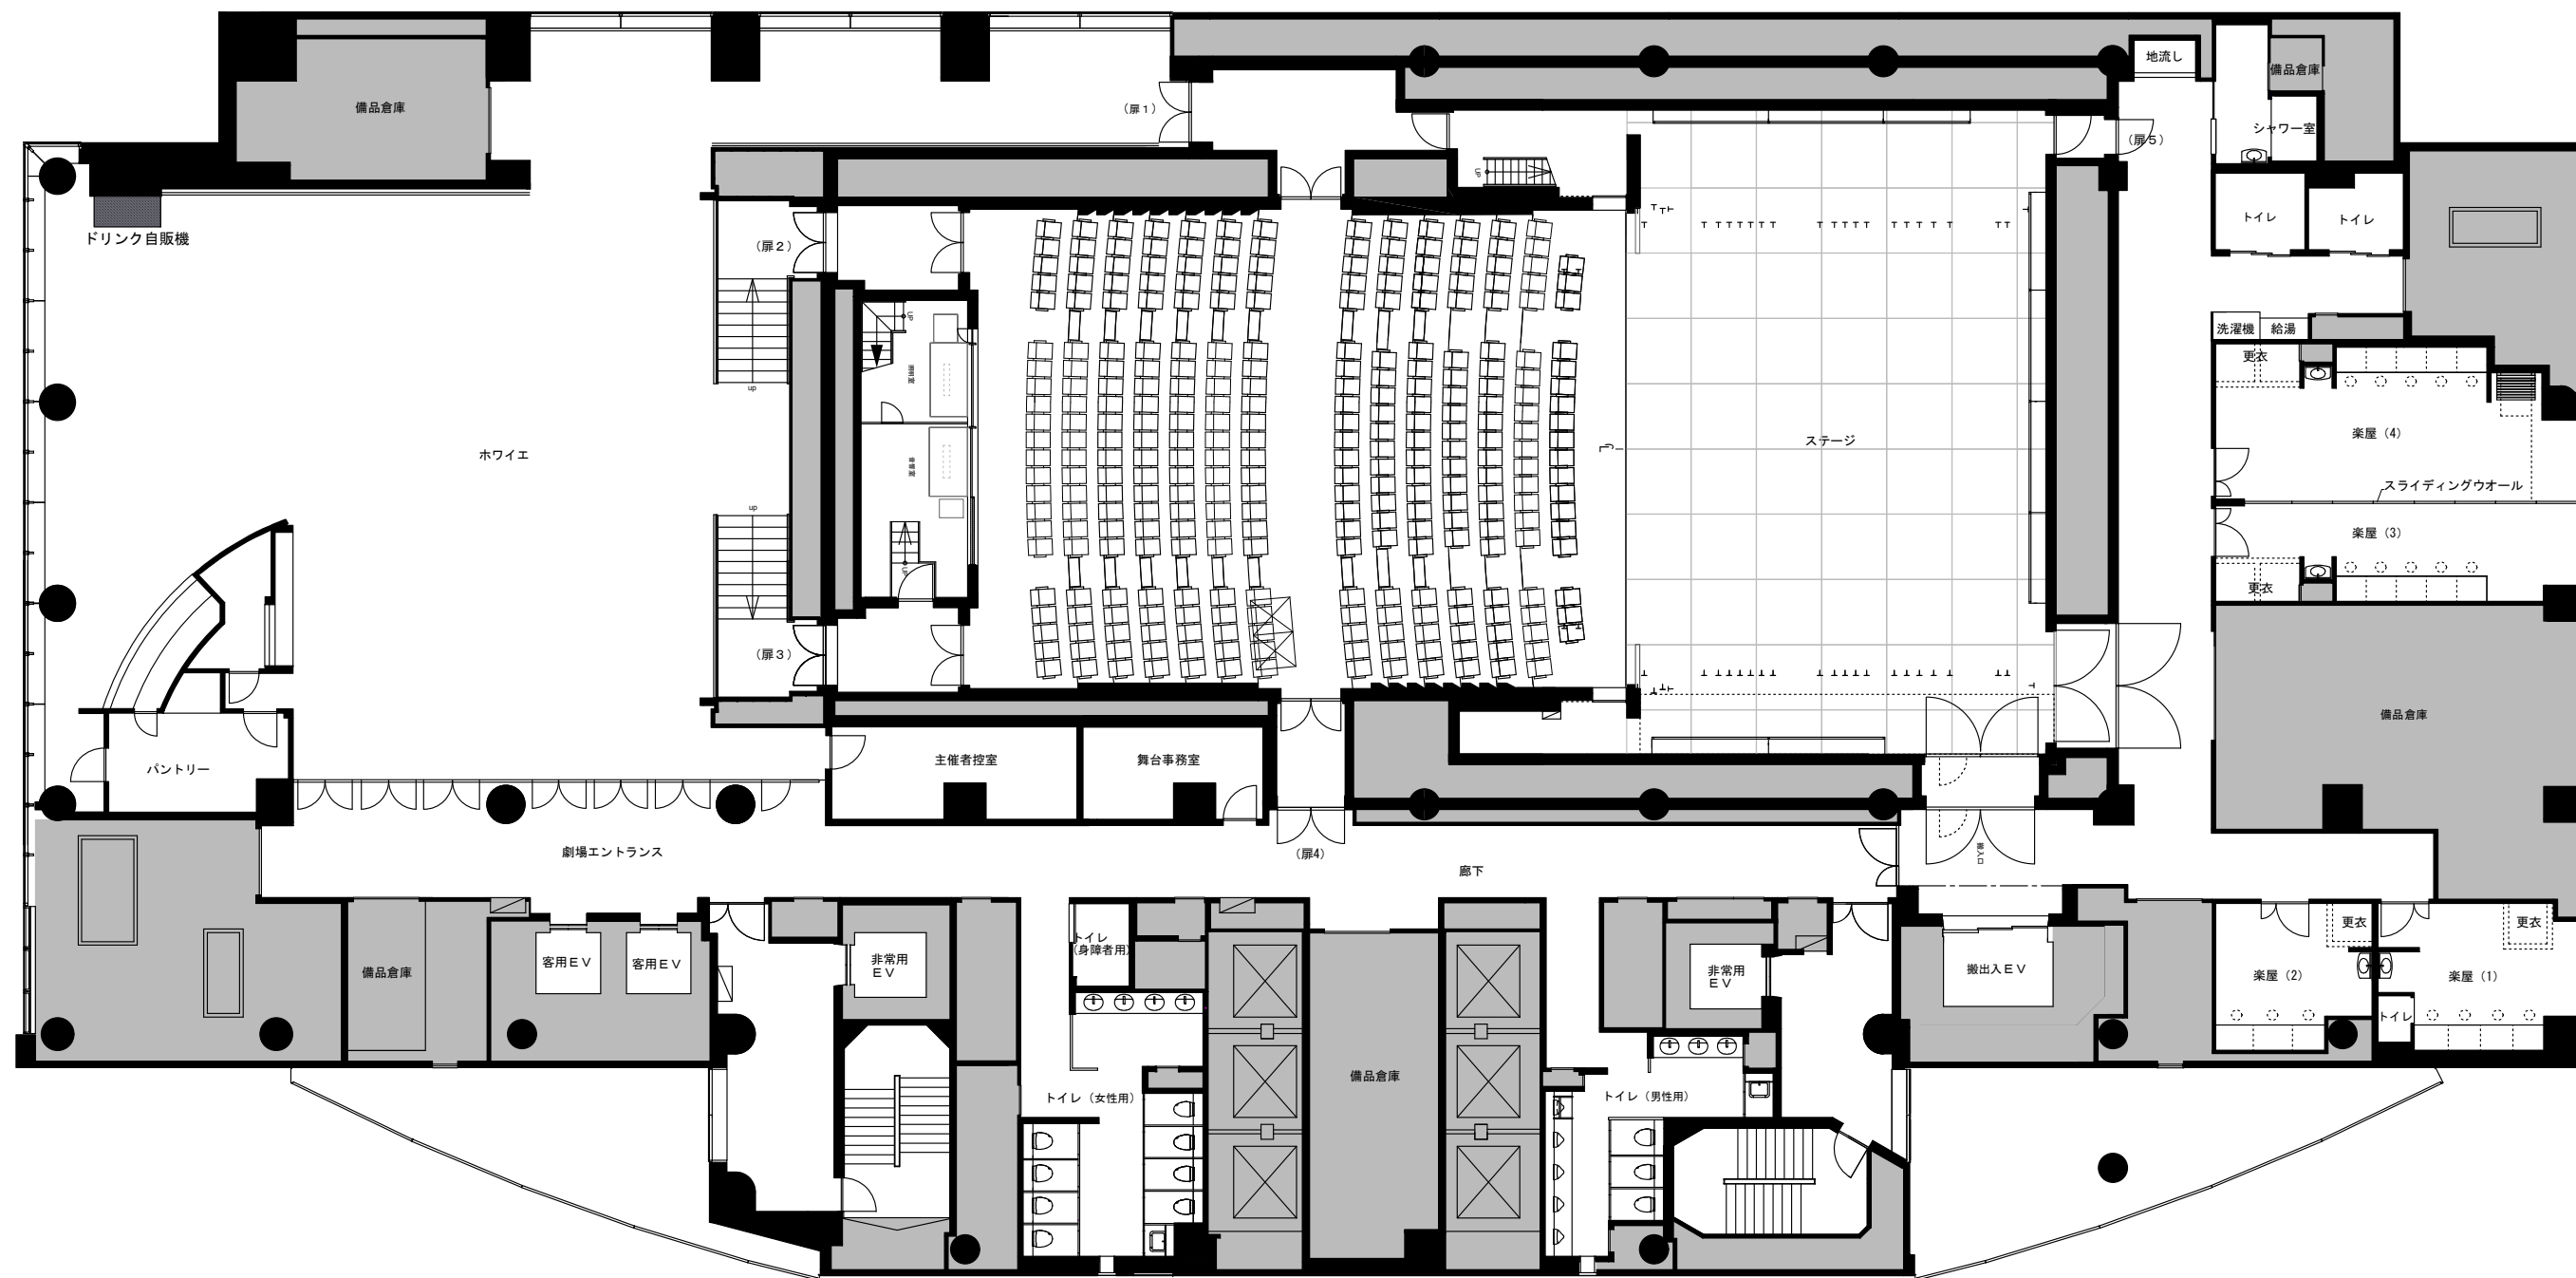 地流し
備品倉庫
備品倉庫
(扉1)
シャワー室
(扉5)
UP
トイレ
トイレ
ドリンク自販機
(扉2)
UP
洗濯機
給湯
更衣
up
楽屋(4)
ステージ
ホワイエ
スライディングウオール
up
楽屋(3)
UP
更衣
(扉3)
備品倉庫
主催者控室
舞台事務室
パントリー
劇場エントランス
(扉4)
搬入口
廊下
更衣
更衣
トイレ
(身障者用)
客用EV
客用EV
備品倉庫
非常用
EV
非常用
EV
搬出入EV
楽屋(2)
楽屋(1)
トイレ
備品倉庫
トイレ(女性用)
トイレ(男性用)